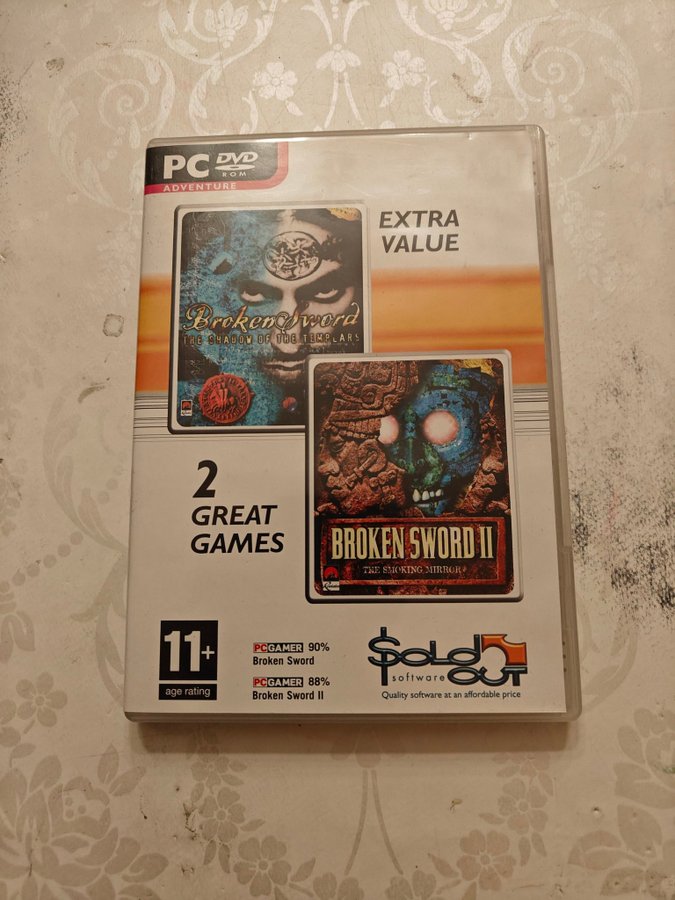 PC DVD
ROM
ADVENTURE
EXTRA
VALUE
Broken Sword
THE SHADOW OF THE TEMPLARS
BROKEN SWORD II
THE SMOKING MIRROR
2
GREAT
GAMES
11+
age rating
PCGAMER 90%
Broken Sword
PCGAMER 88%
Broken Sword II
SOLD
software OUT
Quality software at an affordable price